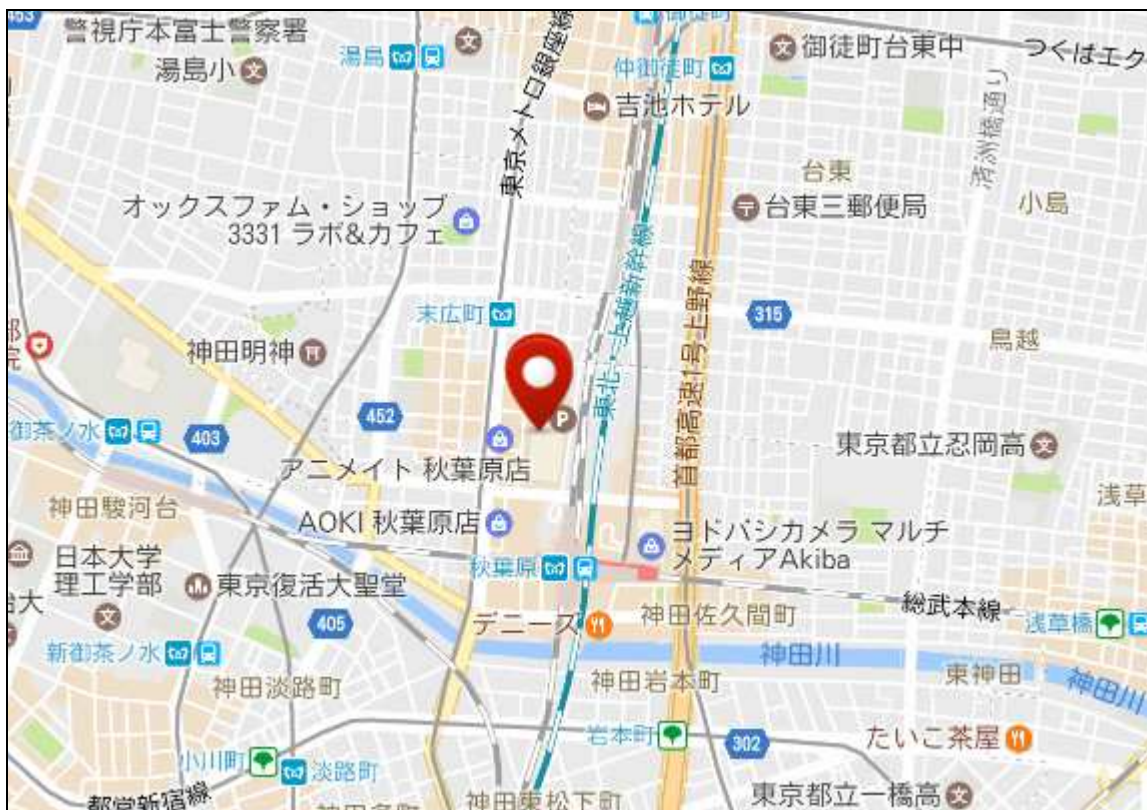 453
警視庁本富士警察署
湯島小
湯島
東京メトロ銀座線
御徒町
仲御徒町
吉池ホテル
御徒町台東中
つくばエク
清洲橋通り
台東
小島
台東三郵便局
オックスファム・ショップ
3331 ラボ&カフェ
末広町
東北・上越新幹線
首都高速1号上野線
315
鳥越
神田明神
452
P
403
御茶ノ水
アニメイト 秋葉原店
東京都立忍岡高
浅草
神田駿河台
AOKI 秋葉原店
ヨドバシカメラ マルチ
メディアAkiba
日本大学
理工学部
東京復活大聖堂
秋葉原
総武本線
浅草橋
405
デニーズ
神田佐久間町
新御茶ノ水
神田川
東神田
神田川
神田淡路町
神田岩本町
岩本町
302
たいこ茶屋
小川町
淡路町
都営新宿線
神田東松下町
東京都立一橋高